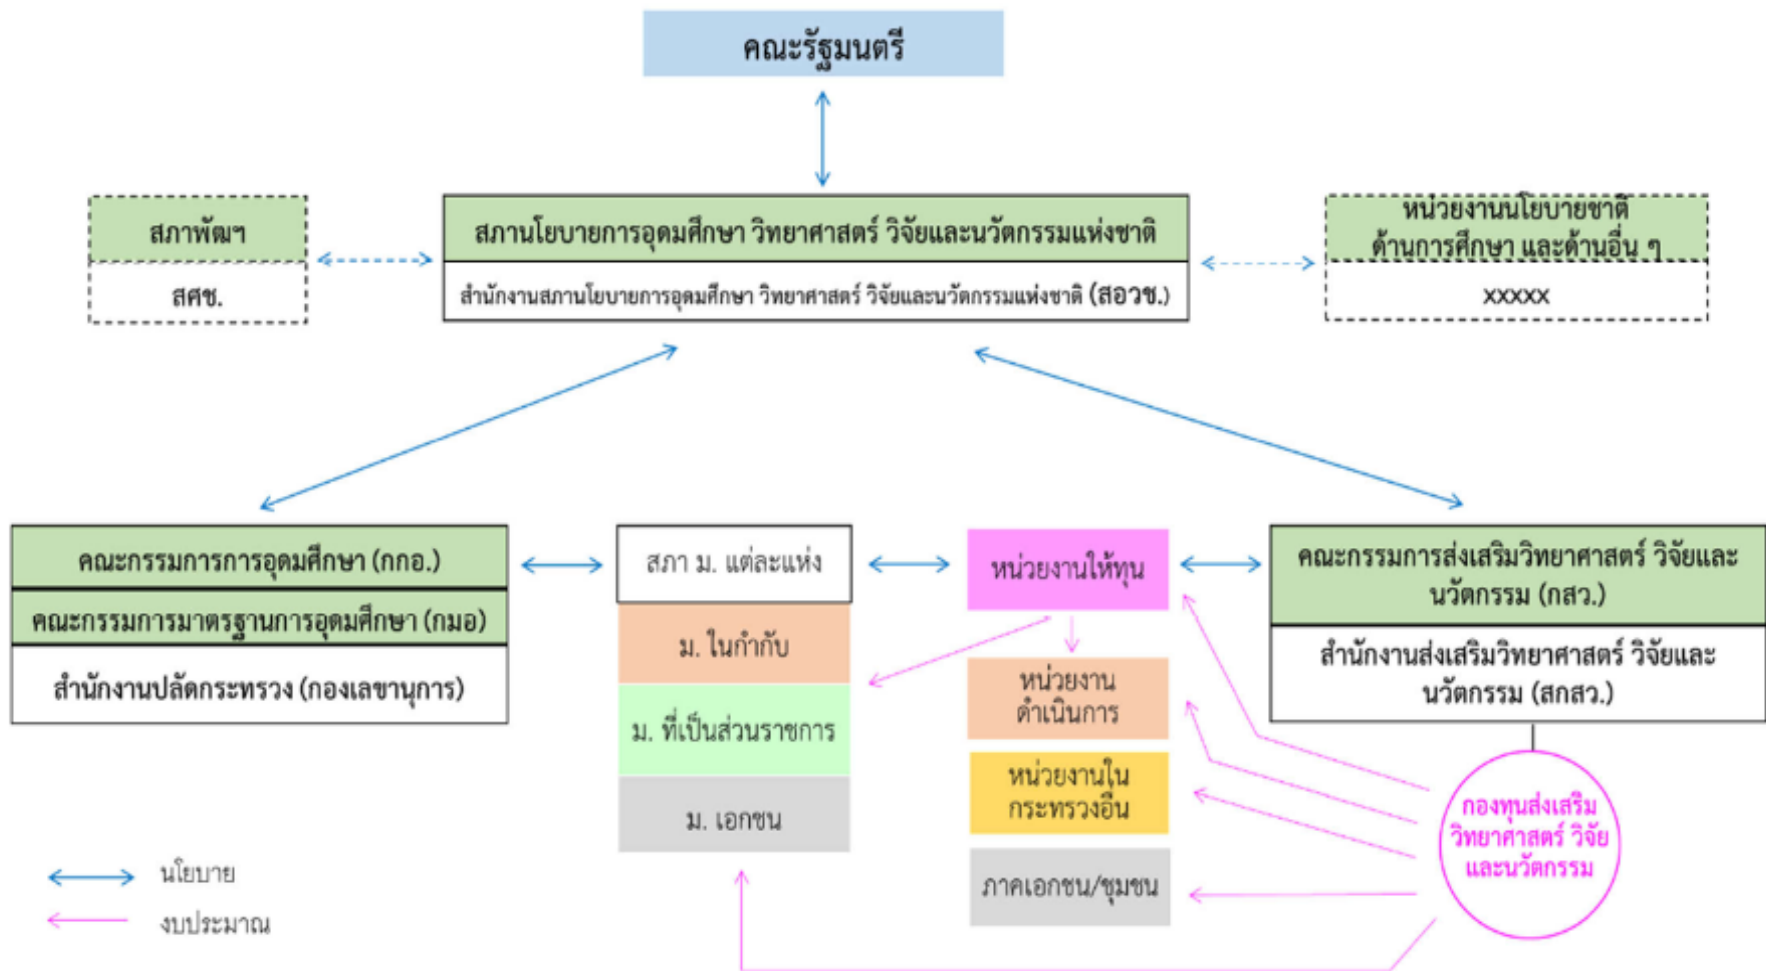 คณะรัฐมนตรี
สภาพัฒฯ
สศช.
สภานโยบายการอุดมศึกษา วิทยาศาสตร์ วิจัยและนวัตกรรมแห่งชาติ
สำนักงานสภานโยบายการอุดมศึกษา วิทยาศาสตร์ วิจัยและนวัตกรรมแห่งชาติ (สอวช.)
หน่วยงานนโยบายชาติ
ด้านการศึกษา และด้านอื่น ๆ
xxxxx
คณะกรรมการการอุดมศึกษา (กกอ.)
คณะกรรมการมาตรฐานการอุดมศึกษา (กมอ)
สำนักงานปลัดกระทรวง (กองเลขานุการ)
สภา ม. แต่ละแห่ง
ม. ในกำกับ
ม. ที่เป็นส่วนราชการ
ม. เอกชน
หน่วยงานให้ทุน
หน่วยงาน
ดำเนินการ
หน่วยงานใน
กระทรวงอื่น
ภาคเอกชน/ชุมชน
คณะกรรมการส่งเสริมวิทยาศาสตร์ วิจัยและ
นวัตกรรม (กสว.)
สำนักงานส่งเสริมวิทยาศาสตร์ วิจัยและ
นวัตกรรม (สกสว.)
กองทุนส่งเสริม
วิทยาศาสตร์ วิจัย
และนวัตกรรม
นโยบาย
งบประมาณ